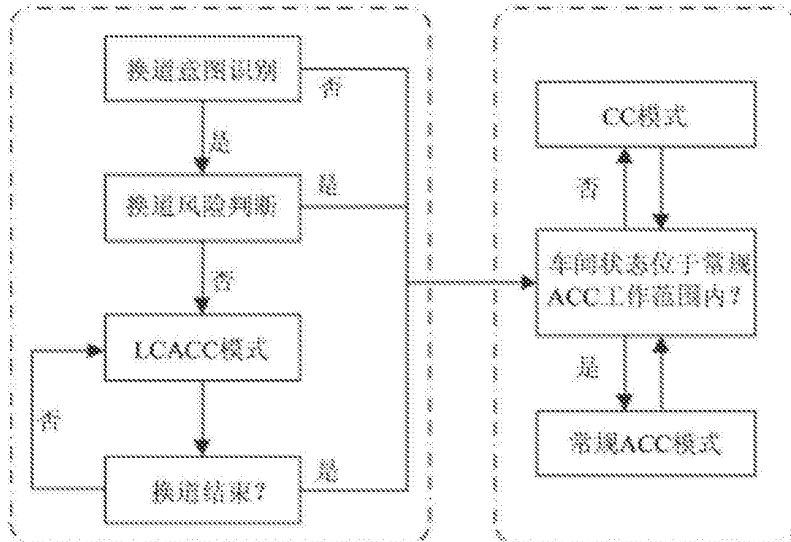 换道意图识别
否
是
换道风险判断
是
否
LCACC模式
否
换道结束?
是
CC模式
否
车间状态位于常规
ACC工作范围内?
是
常规ACC模式